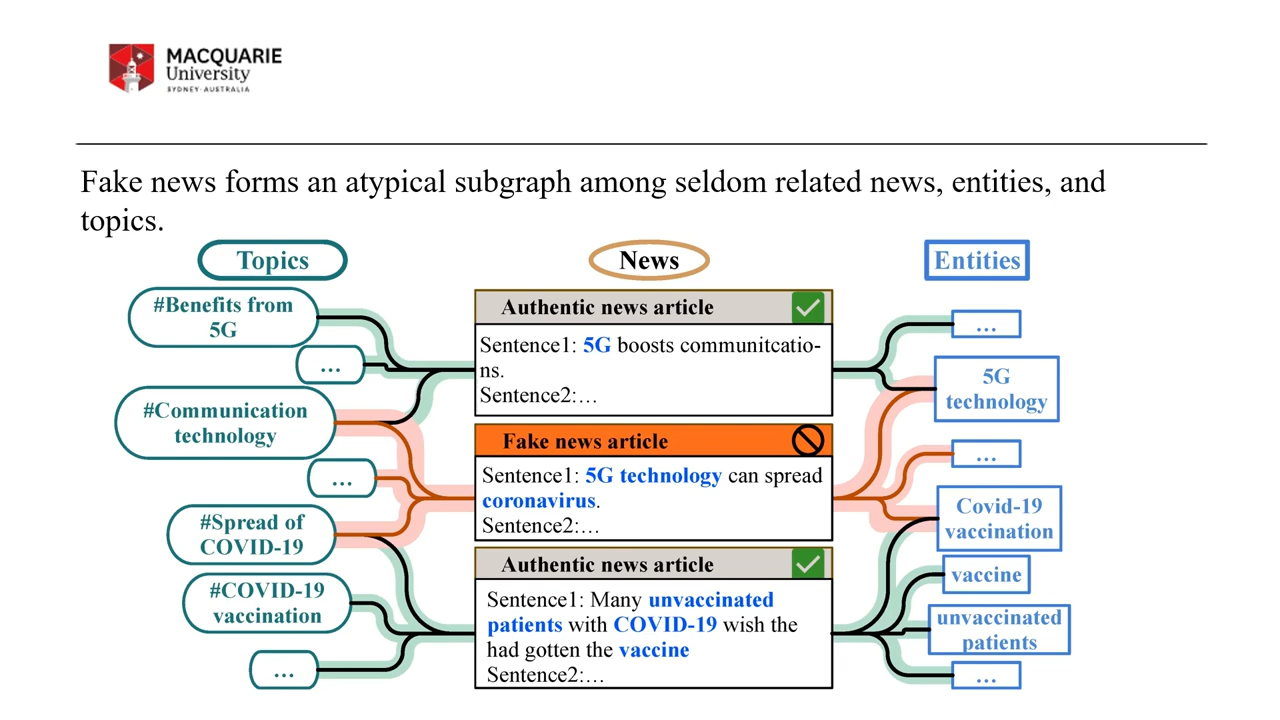 MACQUARIE
University
SYDNEY·AUSTRALIA
Fake news forms an atypical subgraph among seldom related news, entities, and
topics.
Topics
#Benefits from
5G
...
#Communication
technology
...
#Spread of
COVID-19
#COVID-19
vaccination
...
News
Authentic news article
Sentence1: 5G boosts communitcatio-
ns.
Sentence2:...
Fake news article
Sentence1: 5G technology can spread
coronavirus.
Sentence2:...
Authentic news article
Sentence1: Many unvaccinated
patients with COVID-19 wish the
had gotten the vaccine
Sentence2:...
Entities
...
5G
technology
...
Covid-19
vaccination
vaccine
unvaccinated
patients
...